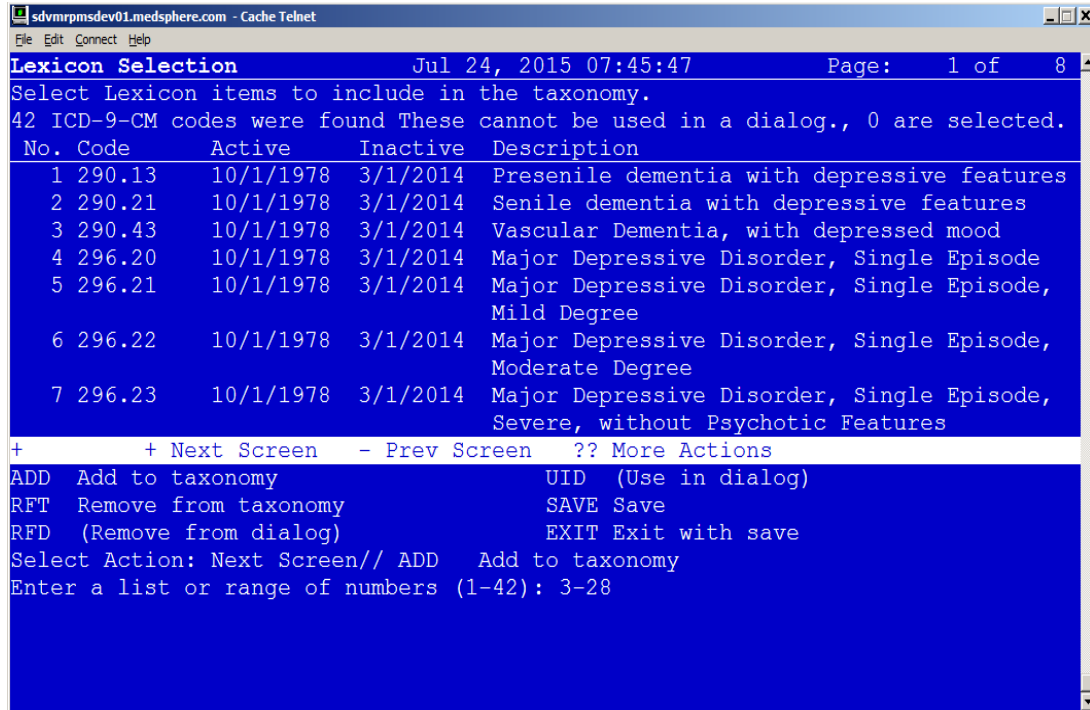 sdvmrpmsdev01.medsphere.com - Cache Telnet
File Edit Connect Help
Lexicon Selection Jul 24, 2015 07:45:47 Page: 1 of 8
Select Lexicon items to include in the taxonomy.
42 ICD-9-CM codes were found These cannot be used in a dialog., 0 are selected.
No. Code Active Inactive Description
1 290.13 10/1/1978 3/1/2014 Presenile dementia with depressive features
2 290.21 10/1/1978 3/1/2014 Senile dementia with depressive features
3 290.43 10/1/1978 3/1/2014 Vascular Dementia, with depressed mood
4 296.20 10/1/1978 3/1/2014 Major Depressive Disorder, Single Episode
5 296.21 10/1/1978 3/1/2014 Major Depressive Disorder, Single Episode,
Mild Degree
6 296.22 10/1/1978 3/1/2014 Major Depressive Disorder, Single Episode,
Moderate Degree
7 296.23 10/1/1978 3/1/2014 Major Depressive Disorder, Single Episode,
Severe, without Psychotic Features
+ + Next Screen - Prev Screen ?? More Actions
ADD Add to taxonomy UID (Use in dialog)
RFT Remove from taxonomy SAVE Save
RFD (Remove from dialog) EXIT Exit with save
Select Action: Next Screen// ADD Add to taxonomy
Enter a list or range of numbers (1-42): 3-28